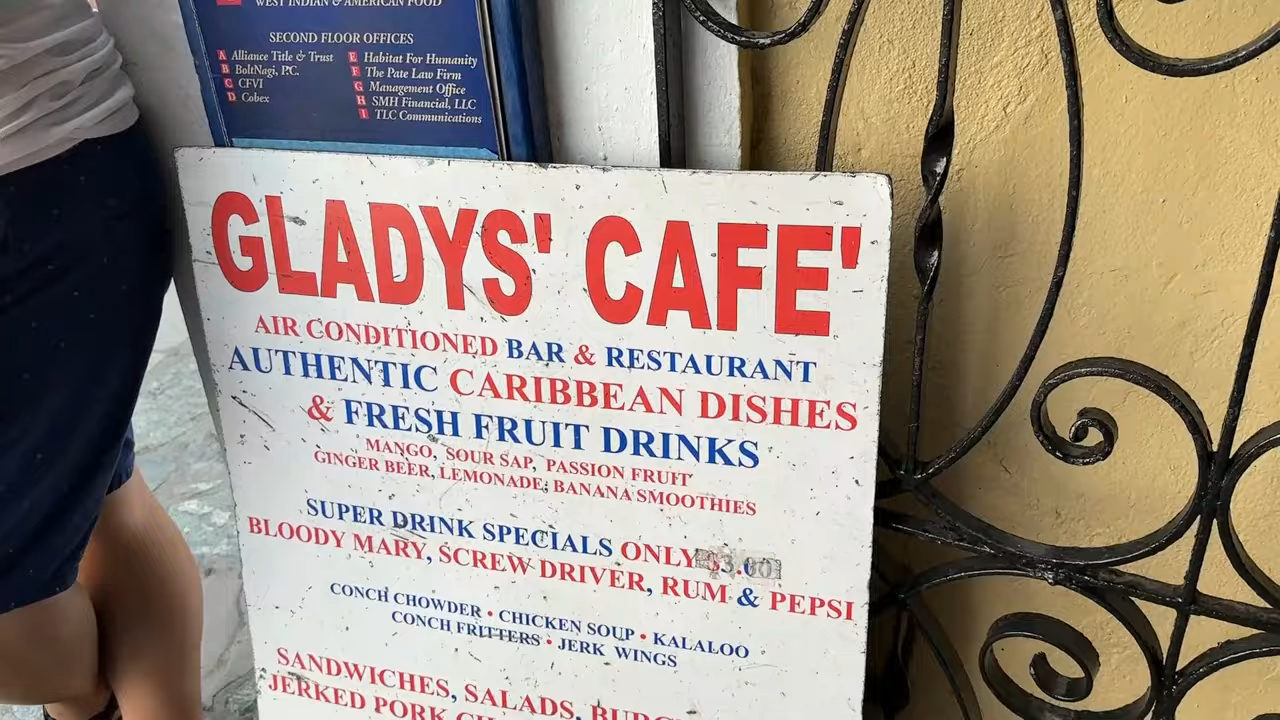 WEST INDIAN & AMERICAN FOOD
SECOND FLOOR OFFICES
A Alliance Title & Trust
B BoltNagi, P.C.
C CFVI
D Cobex
E Habitat For Humanity
F The Pate Law Firm
G Management Office
H SMH Financial, LLC
I TLC Communications
GLADYS' CAFE'
AIR CONDITIONED BAR & RESTAURANT
AUTHENTIC CARIBBEAN DISHES
& FRESH FRUIT DRINKS
MANGO, SOUR SAP, PASSION FRUIT
GINGER BEER, LEMONADE, BANANA SMOOTHIES
SUPER DRINK SPECIALS ONLY $3.00
BLOODY MARY, SCREW DRIVER, RUM & PEPSI
CONCH CHOWDER • CHICKEN SOUP • KALALOO
CONCH FRITTERS • JERK WINGS
SANDWICHES, SALADS,
JERKED PORK